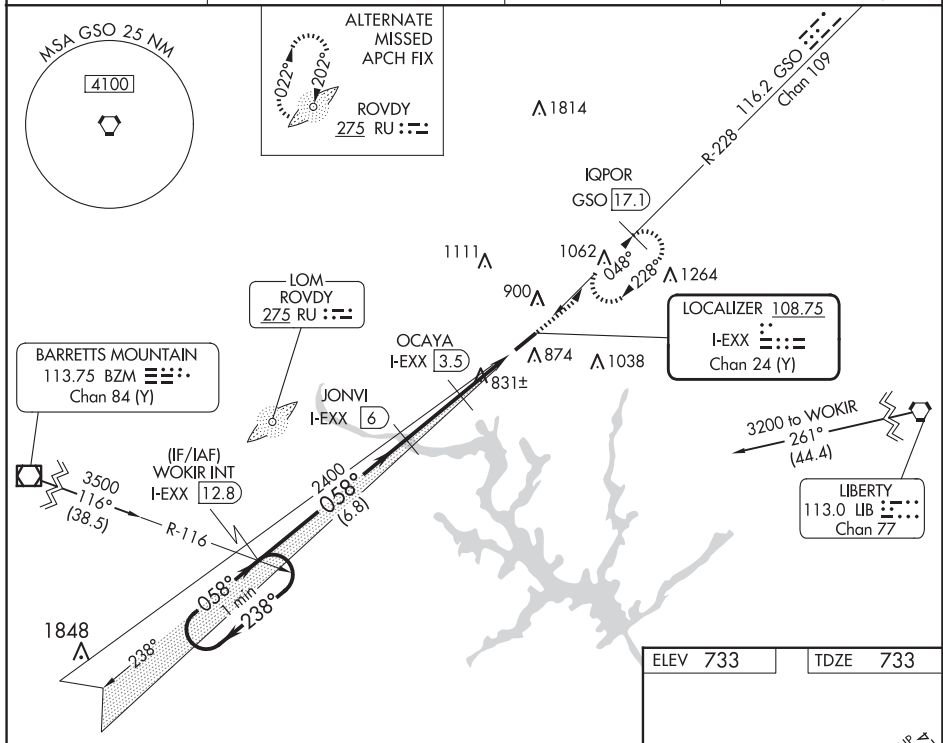 MSA GSO 25 NM
4100
ALTERNATE
MISSED
APCH FIX
022°
202°
ROVDY
275 RU
1814
116.2 GSO
Chan 109
R-228
IQPOR
GSO 17.1
1111
1062
048°
228°
1264
900
LOM
ROVDY
275 RU
LOCALIZER 108.75
I-EXX
Chan 24 (Y)
OCAYA
I-EXX 3.5
874
1038
831±
BARRETTS MOUNTAIN
113.75 BZM
Chan 84 (Y)
JONVI
I-EXX 6
3200 to WOKIR
261°
(44.4)
(IF/IAF)
WOKIR INT
I-EXX 12.8
2400
058°
(6.8)
3500
116°
(38.5)
R-116
LIBERTY
113.0 LIB
Chan 77
058°
1 min
238°
1848
238°
ELEV 733
TDZE 733